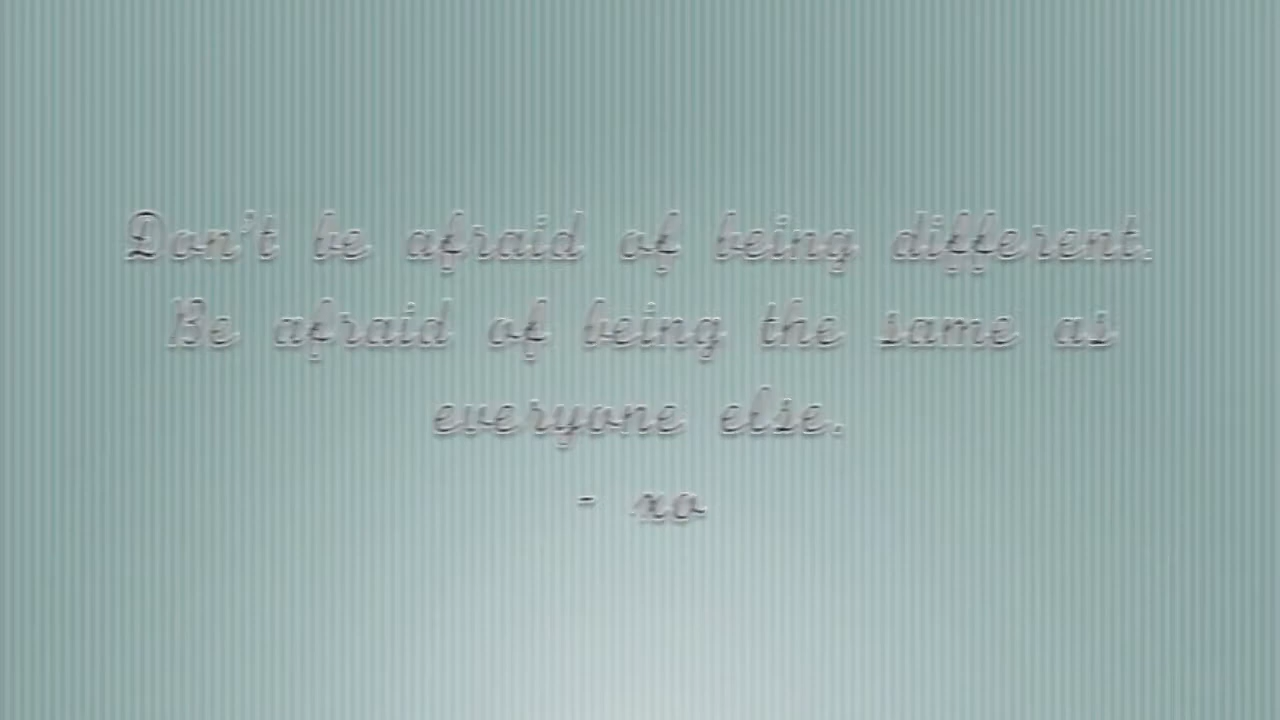 Don't be afraid of being different.
Be afraid of being the same as
everyone else.
- xo